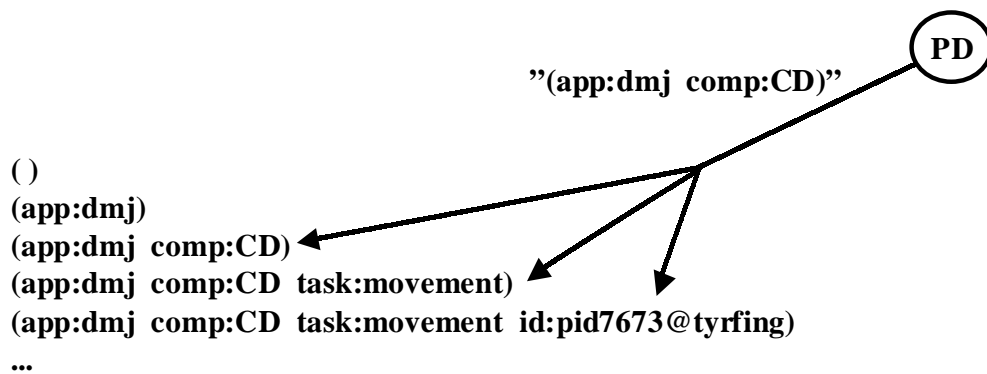 PD
”(app:dmj comp:CD)”
( )
(app:dmj)
(app:dmj comp:CD)
(app:dmj comp:CD task:movement)
(app:dmj comp:CD task:movement id:pid7673@tyrfing)
...